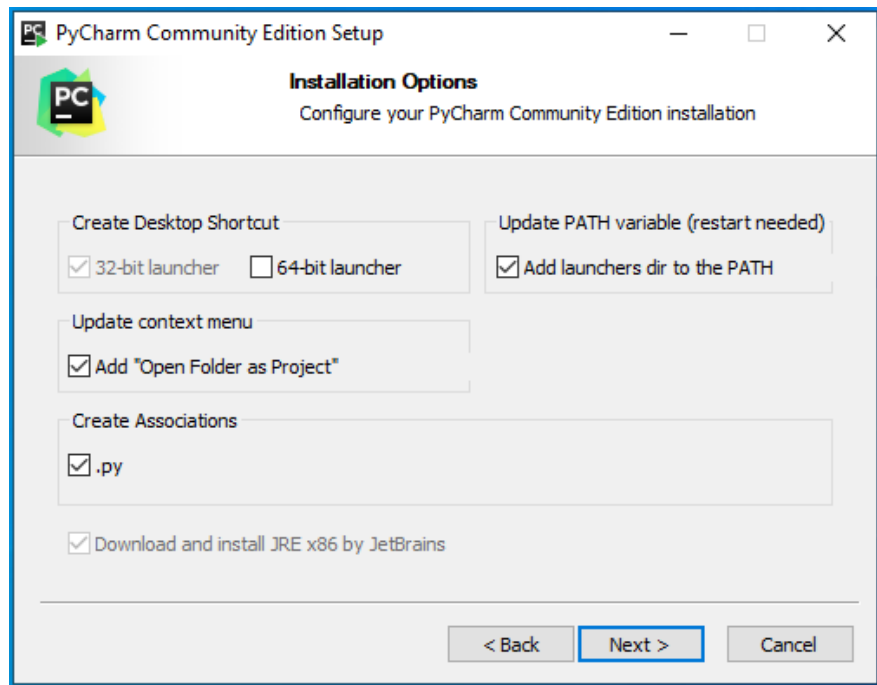 PyCharm Community Edition Setup
PC
Installation Options
Configure your PyCharm Community Edition installation
Create Desktop Shortcut
32-bit launcher 64-bit launcher
Update PATH variable (restart needed)
Add launchers dir to the PATH
Update context menu
Add "Open Folder as Project"
Create Associations
.py
Download and install JRE x86 by JetBrains
< Back Next > Cancel